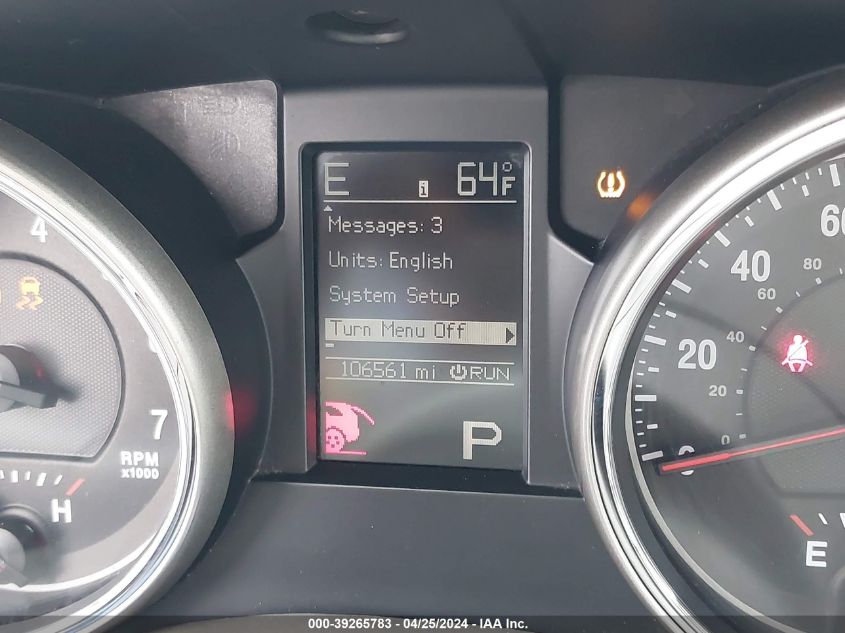 E i 64°F
Messages: 3
Units: English
System Setup
Turn Menu Off
106561 mi RUN
P
4
7
RPM
x1000
H
60
40
20
0
80
60
40
20
0
E
000-39265783 - 04/25/2024 - IAA Inc.